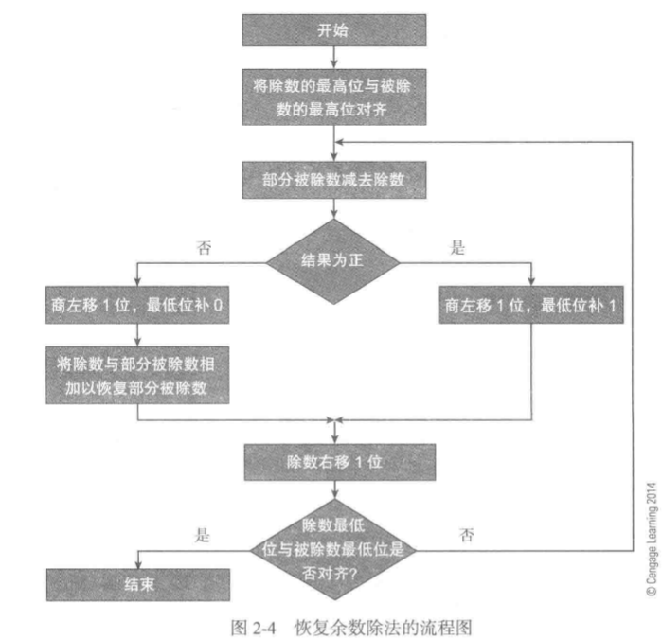 开始
将除数的最高位与被除
数的最高位对齐
部分被除数减去除数
否
结果为正
是
商左移1位，最低位补0
商左移1位，最低位补1
将除数与部分被除数相
加以恢复部分被除数
除数右移1位
是
除数最低
位与被除数最低位是
否对齐?
否
结束
© Cengage Learning 2014
图 2-4 恢复余数除法的流程图